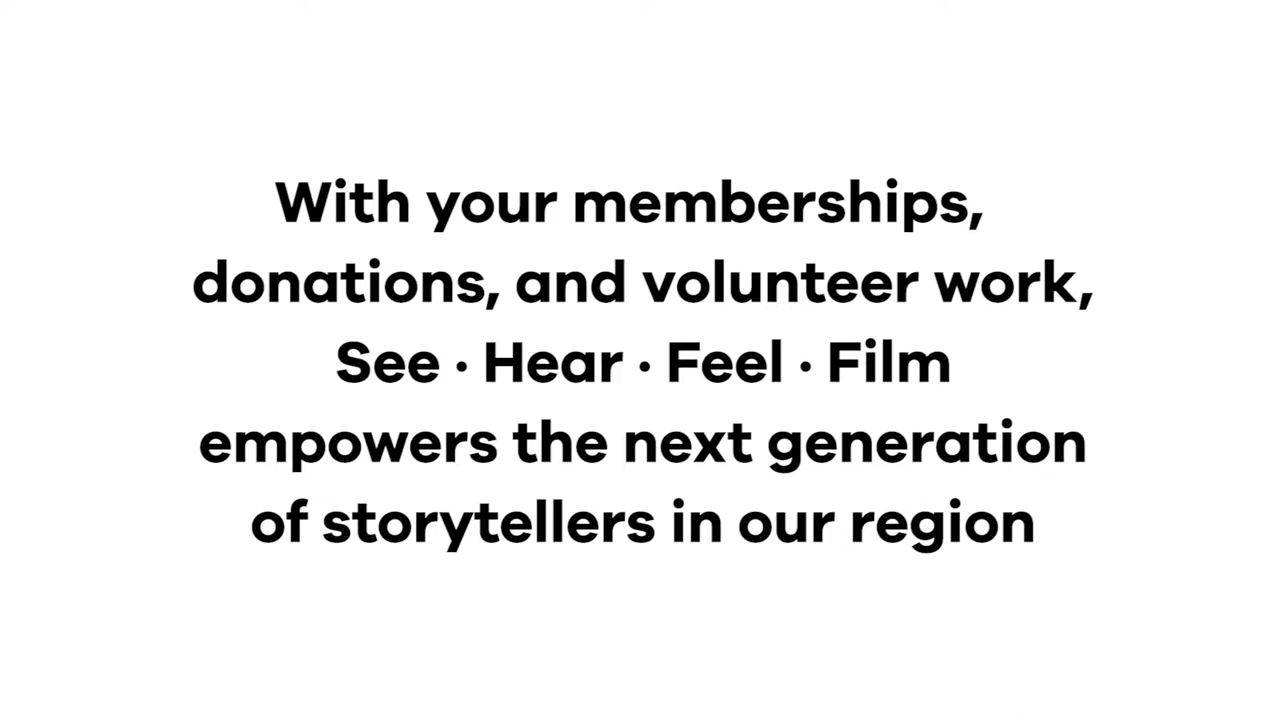 With your memberships,
donations, and volunteer work,
See · Hear · Feel · Film
empowers the next generation
of storytellers in our region